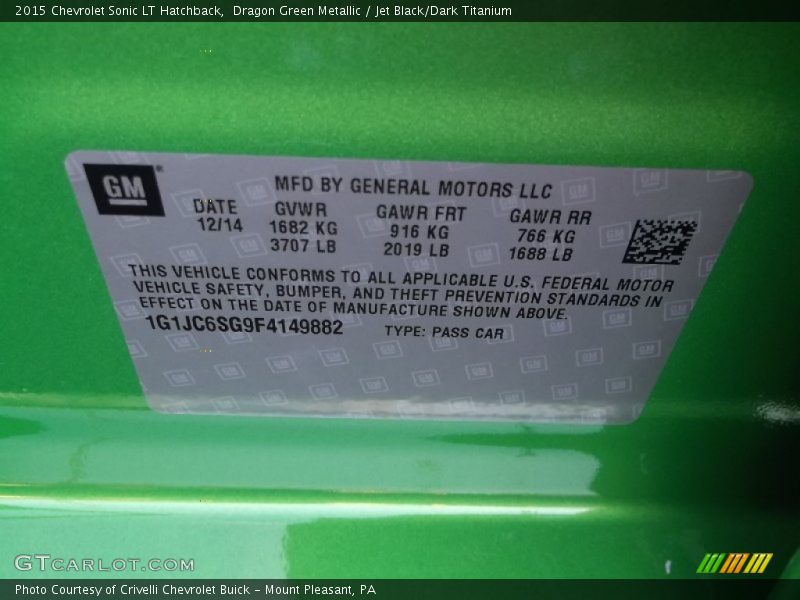 2015 Chevrolet Sonic LT Hatchback,  Dragon Green Metallic / Jet Black/Dark Titanium
GM®
MFD BY GENERAL MOTORS LLC
DATE GVWR GAWR FRT GAWR RR
12/14 1682 KG 916 KG 766 KG
3707 LB 2019 LB 1688 LB
THIS VEHICLE CONFORMS TO ALL APPLICABLE U.S. FEDERAL MOTOR
VEHICLE SAFETY, BUMPER, AND THEFT PREVENTION STANDARDS IN
EFFECT ON THE DATE OF MANUFACTURE SHOWN ABOVE.
1G1JC6SG9F4149882 TYPE: PASS CAR
GTCARLOT.COM
Photo Courtesy of Crivelli Chevrolet Buick - Mount Pleasant, PA